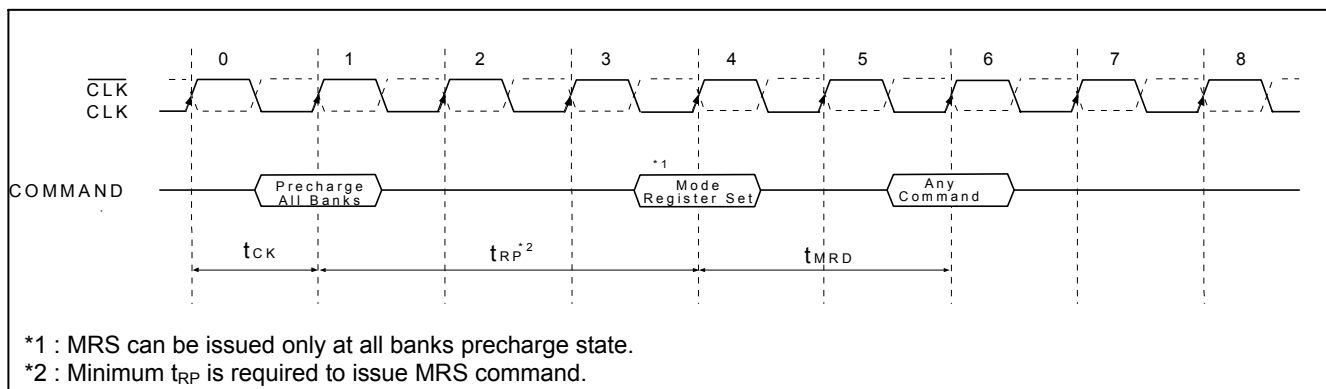 0 1 2 3 4 5 6 7 8
CLK
CLK
*1
COMMAND
Precharge
All Banks
Mode
Register Set
Any
Command
tCK
tRP*2
tMRD
*1 : MRS can be issued only at all banks precharge state.
*2 : Minimum tRP is required to issue MRS command.